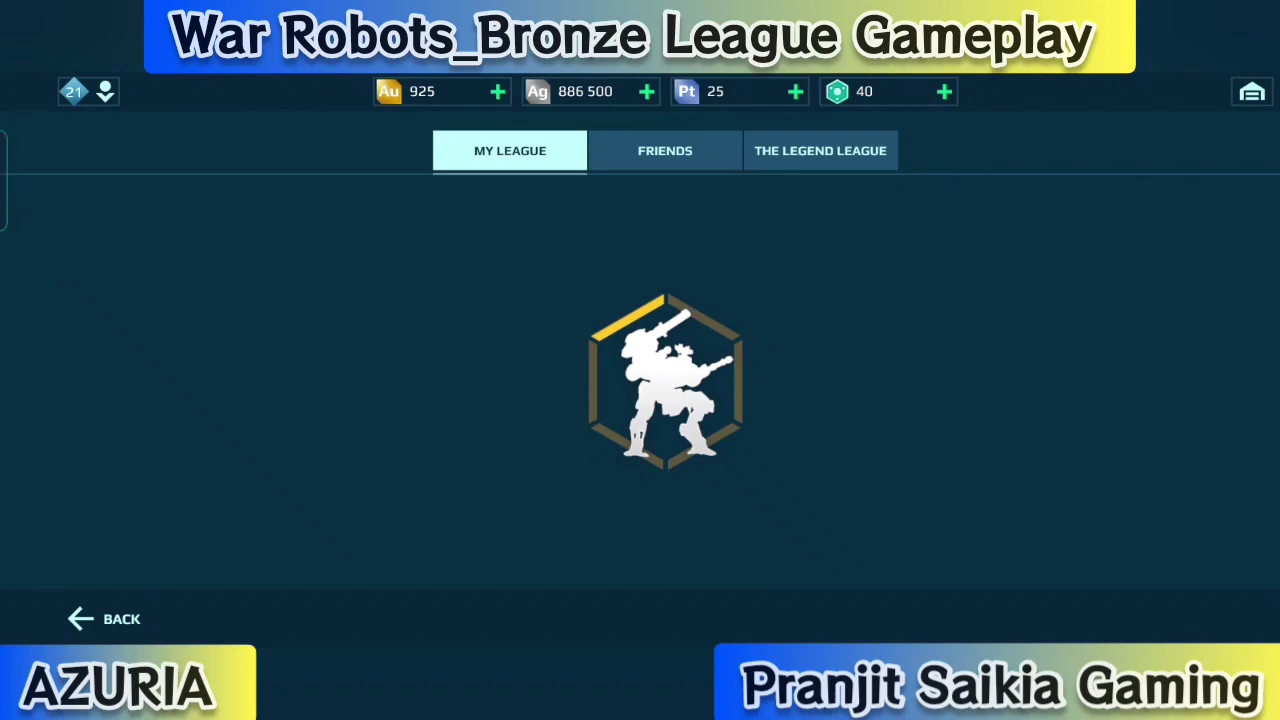 War Robots_Bronze League Gameplay
21
Au 925
Ag 886 500
Pt 25
40
MY LEAGUE
FRIENDS
THE LEGEND LEAGUE
BACK
AZURIA
Pranjit Saikia Gaming